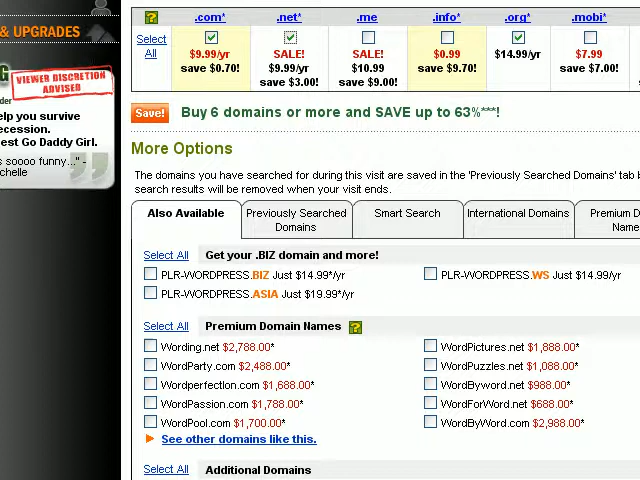 .com* .net* .me .info* .org* .mobi*
Select All
$9.99/yr SALE! SALE! $0.99 $14.99/yr $7.99
save $0.70! $9.99/yr $10.99 save $9.70! save $7.00!
save $3.00! save $9.00!
& UPGRADES
VIEWER DISCRETION
ADVISED
elp you survive
ecession.
est Go Daddy Girl.
s soooo funny..." -
chelle
Save! Buy 6 domains or more and SAVE up to 63%***!
More Options
The domains you have searched for during this visit are saved in the 'Previously Searched Domains' tab b
search results will be removed when your visit ends.
Also Available
Previously Searched
Domains
Smart Search
International Domains
Premium D
Name
Select All Get your .BIZ domain and more!
PLR-WORDPRESS.BIZ Just $14.99*/yr PLR-WORDPRESS.WS Just $14.99/yr
PLR-WORDPRESS.ASIA Just $19.99*/yr
Select All Premium Domain Names ?
Wording.net $2,788.00* WordPictures.net $1,888.00*
WordParty.com $2,488.00* WordPuzzles.net $1,088.00*
Wordperfection.com $1,688.00* WordByword.net $988.00*
WordPassion.com $1,788.00* WordForWord.net $688.00*
WordPool.com $1,700.00* WordByWord.com $2,988.00*
See other domains like this.
Select All Additional Domains